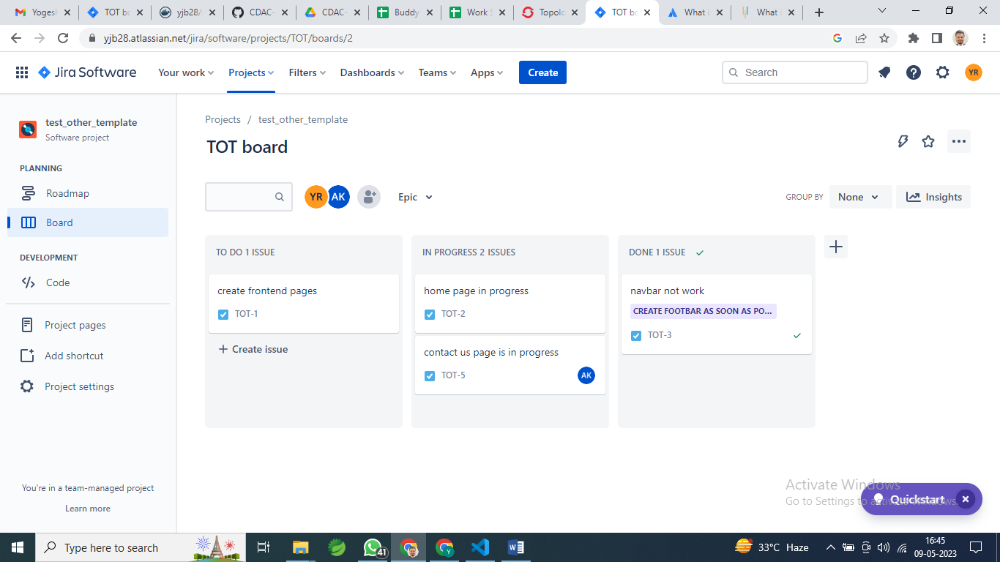 Yogesh
TOT bo
yjb28/
CDAC-
CDAC-
Buddy
Work S
Topolo
TOT bo
What i
What i
yjb28.atlassian.net/jira/software/projects/TOT/boards/2
Jira Software
Your work
Projects
Filters
Dashboards
Teams
Apps
Create
Search
YR
test_other_template
Software project
PLANNING
Roadmap
Board
DEVELOPMENT
Code
Project pages
Add shortcut
Project settings
You're in a team-managed project
Learn more
Projects / test_other_template
TOT board
YR AK
Epic
GROUP BY None
Insights
TO DO 1 ISSUE
create frontend pages
TOT-1
+ Create issue
IN PROGRESS 2 ISSUES
home page in progress
TOT-2
contact us page is in progress
TOT-5
AK
DONE 1 ISSUE
navbar not work
CREATE FOOTBAR AS SOON AS PO...
TOT-3
Activate Windows
Go to Settings to activate Windows.
Quickstart
Type here to search
41
33°C Haze
16:45
09-05-2023